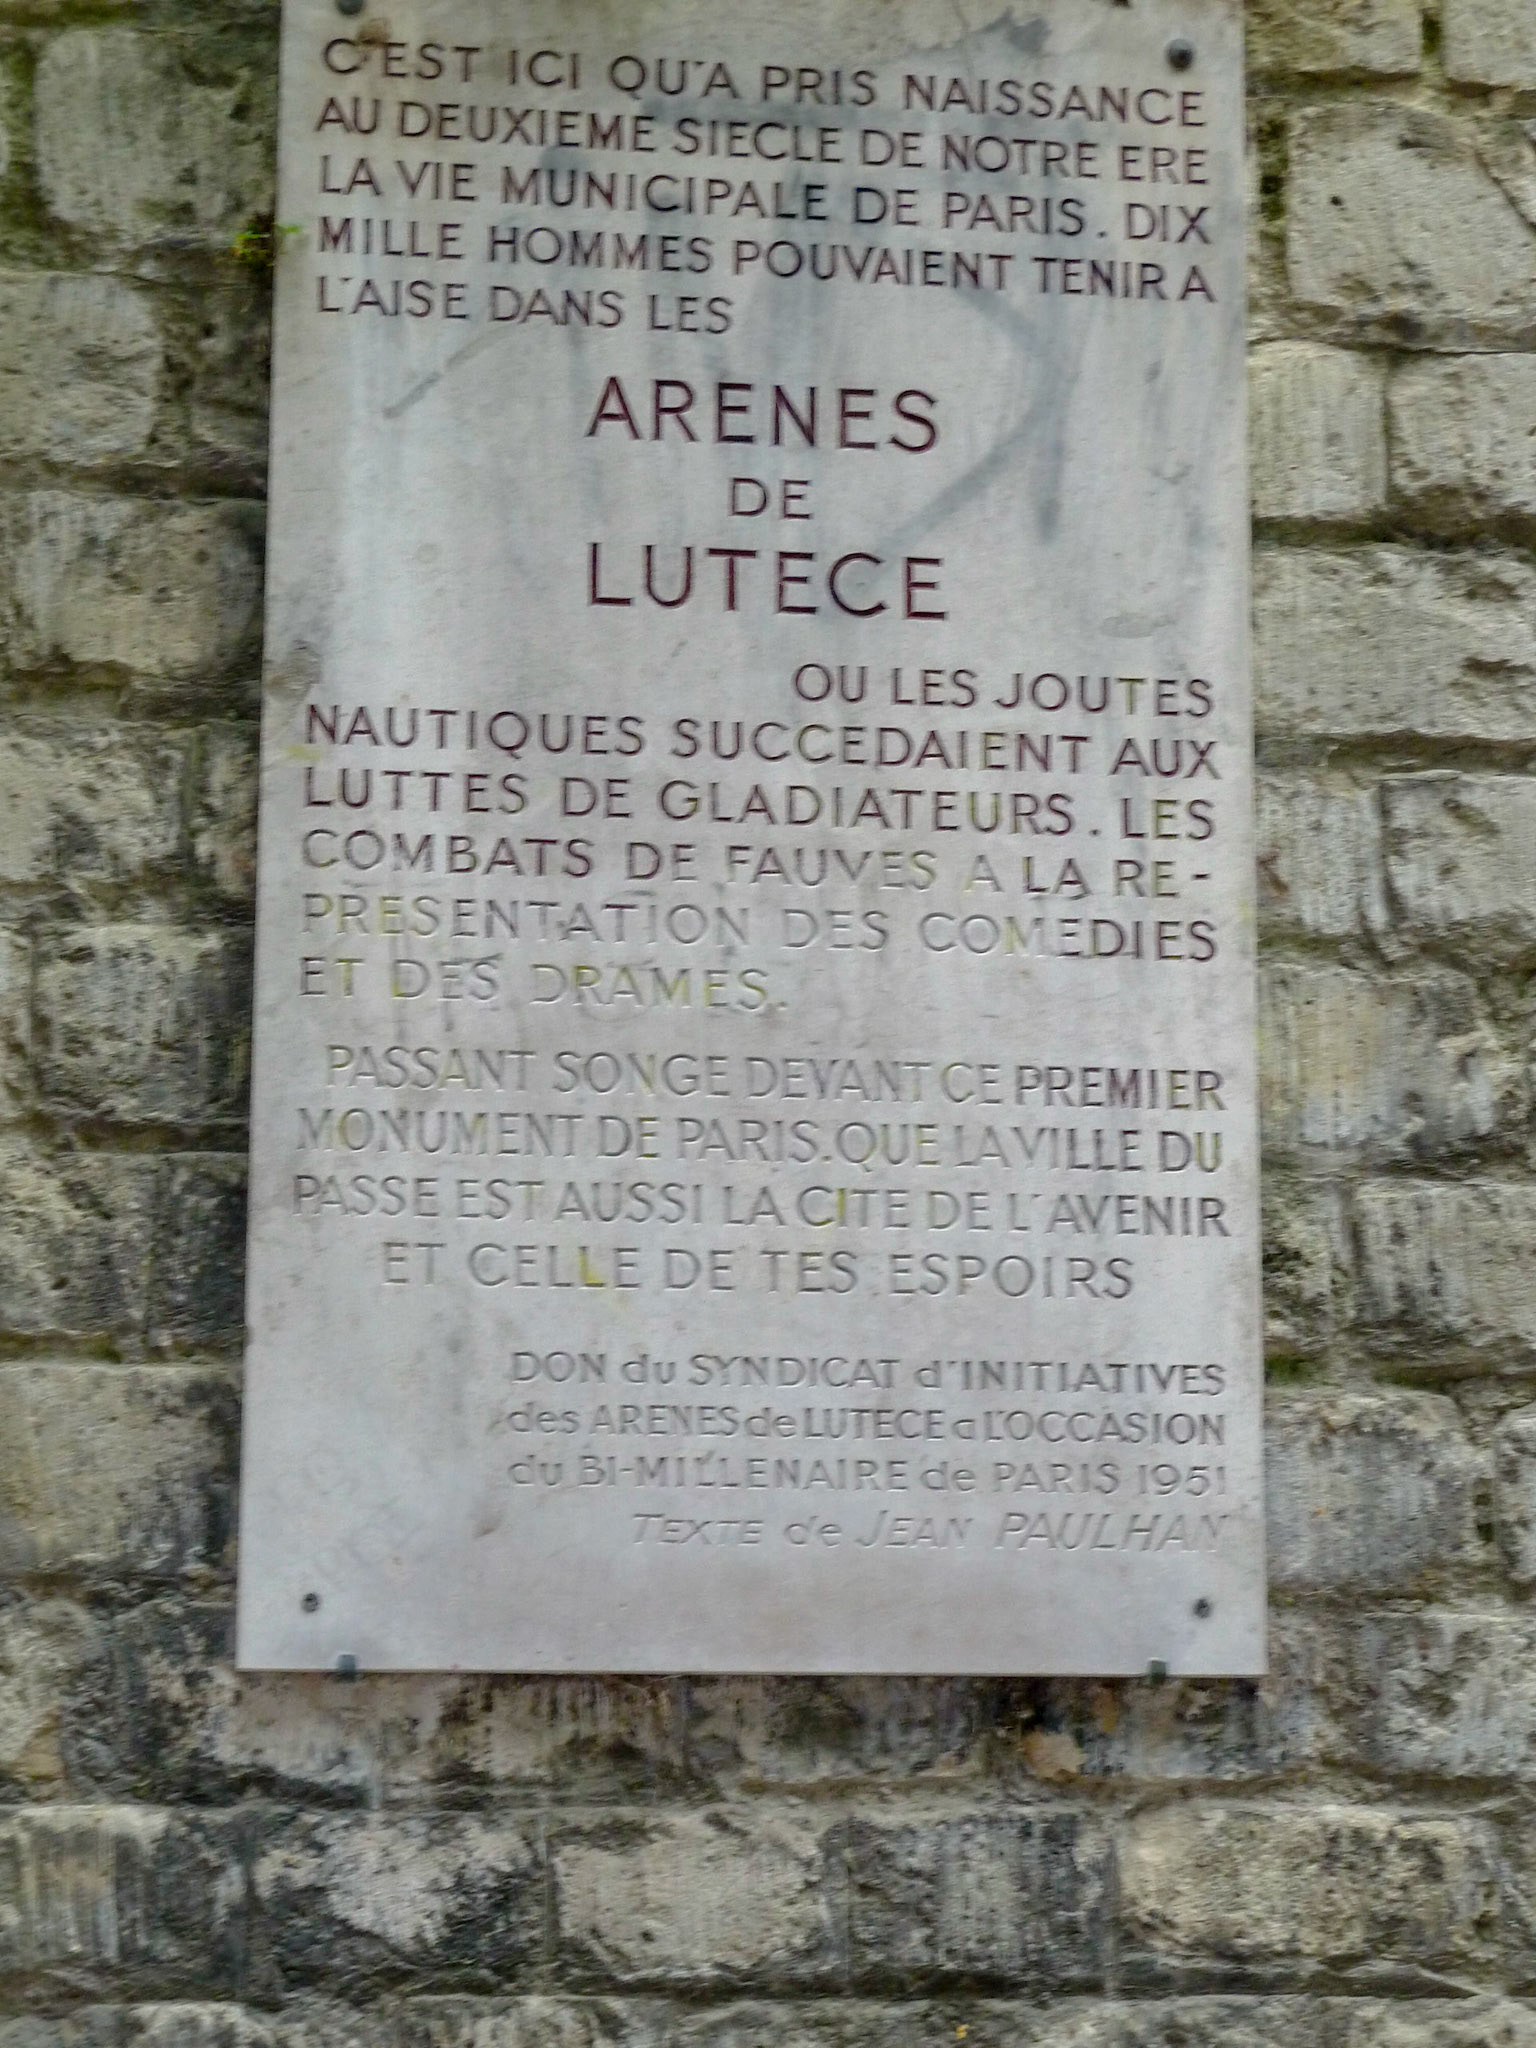 C'EST ICI QU'A PRIS NAISSANCE
AU DEUXIEME SIECLE DE NOTRE ERE
LA VIE MUNICIPALE DE PARIS. DIX
MILLE HOMMES POUVAIENT TENIR A
L'AISE DANS LES
ARENES
DE
LUTECE
OU LES JOUTES
NAUTIQUES SUCCEDAIENT AUX
LUTTES DE GLADIATEURS. LES
COMBATS DE FAUVES A LA RE-
PRESENTATION DES COMEDIES
ET DES DRAMES.
PASSANT SONGE DEVANT CE PREMIER
MONUMENT DE PARIS. QUE LA VILLE DU
PASSE EST AUSSI LA CITE DE L'AVENIR
ET CELLE DE TES ESPOIRS
DON du SYNDICAT d'INITIATIVES
des ARENES de LUTECE a L'OCCASION
du BI-MILLENAIRE de PARIS 1951
TEXTE de JEAN PAULHAN